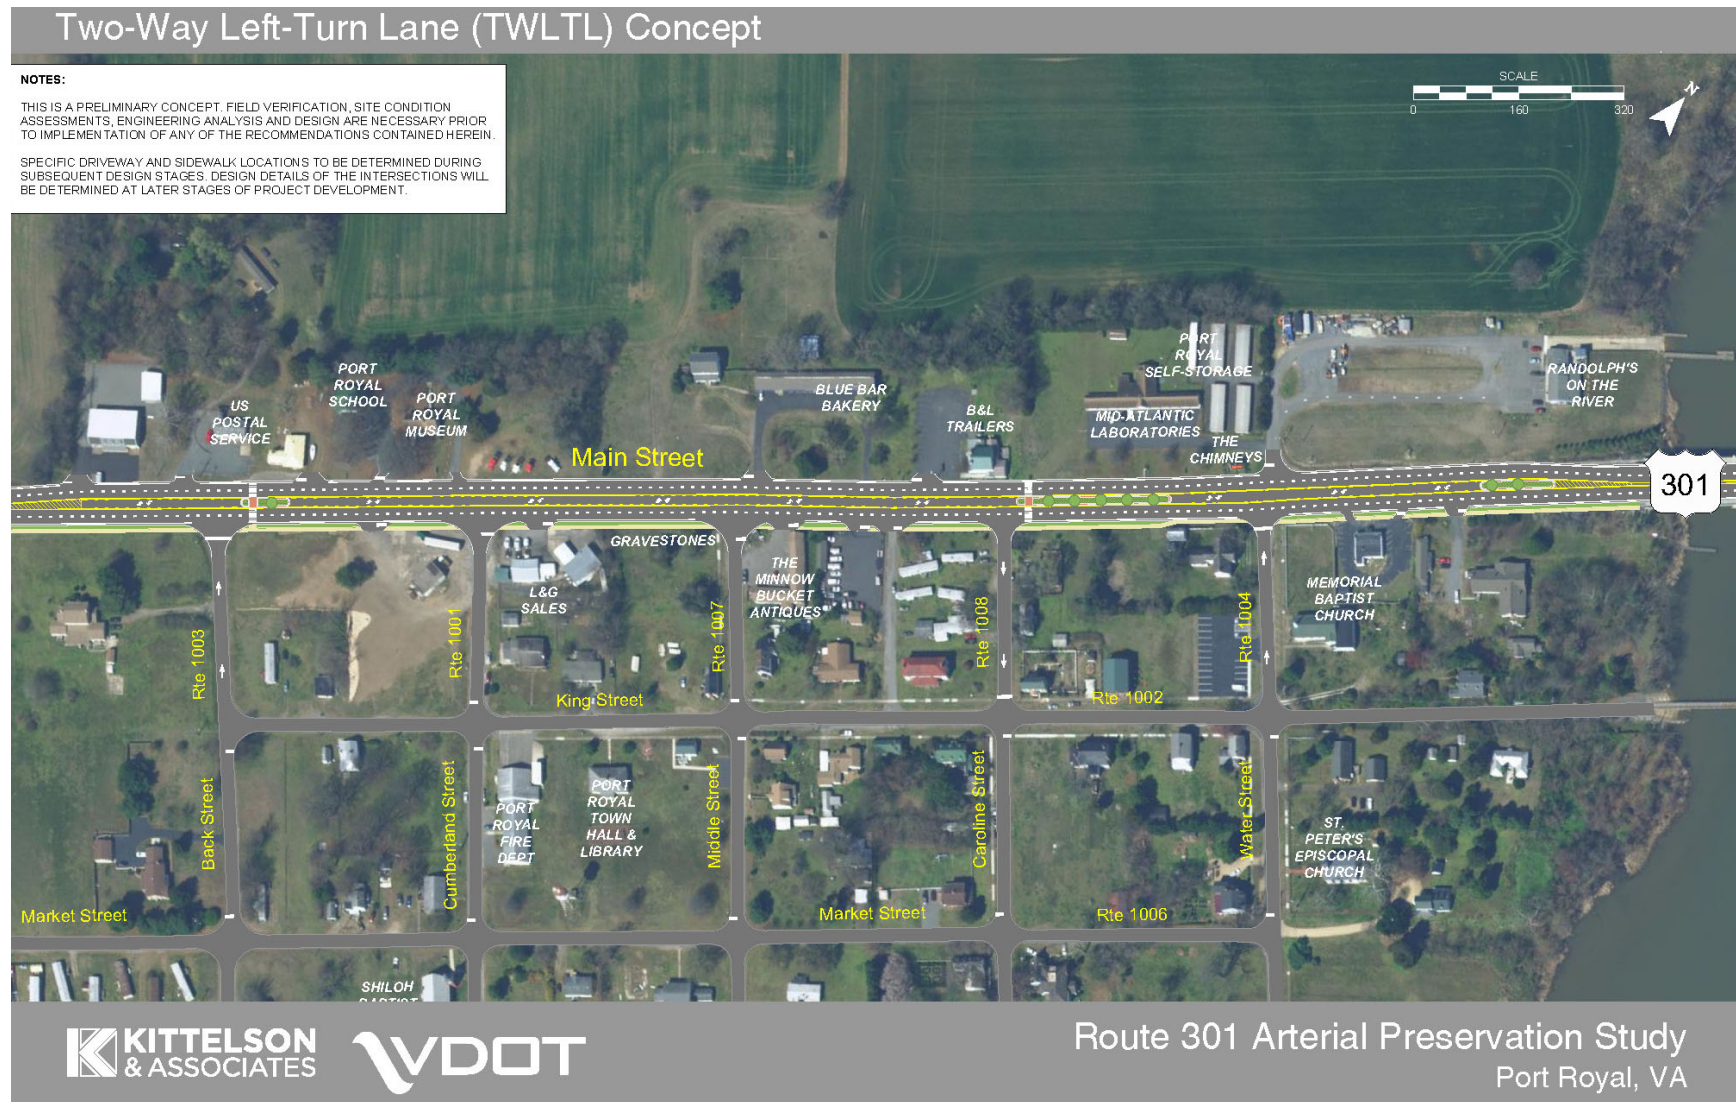 Two-Way Left-Turn Lane (TWLTL) Concept
NOTES:
THIS IS A PRELIMINARY CONCEPT. FIELD VERIFICATION, SITE CONDITION
ASSESSMENTS, ENGINEERING ANALYSIS AND DESIGN ARE NECESSARY PRIOR
TO IMPLEMENTATION OF ANY OF THE RECOMMENDATIONS CONTAINED HEREIN.
SPECIFIC DRIVEWAY AND SIDEWALK LOCATIONS TO BE DETERMINED DURING
SUBSEQUENT DESIGN STAGES. DESIGN DETAILS OF THE INTERSECTIONS WILL
BE DETERMINED AT LATER STAGES OF PROJECT DEVELOPMENT.
SCALE
0 160 320
N
US
POSTAL
SERVICE
PORT
ROYAL
SCHOOL
PORT
ROYAL
MUSEUM
Main Street
BLUE BAR
BAKERY
B&L
TRAILERS
MID-ATLANTIC
LABORATORIES
PORT
ROYAL
SELF-STORAGE
THE
CHIMNEYS
RANDOLPH'S
ON THE
RIVER
301
GRAVESTONES
L&G
SALES
THE
MINNOW
BUCKET
ANTIQUES
MEMORIAL
BAPTIST
CHURCH
Rte 1003
Rte 1001
Rte 1007
Rte 1008
Rte 1004
King Street
Rte 1002
Back Street
Cumberland Street
PORT
ROYAL
FIRE
DEPT
PORT
ROYAL
TOWN
HALL &
LIBRARY
Middle Street
Caroline Street
Water Street
ST.
PETER'S
EPISCOPAL
CHURCH
Market Street
Market Street
Rte 1006
SHILOH
BAPTIST
KITTELSON
& ASSOCIATES
VDOT
Route 301 Arterial Preservation Study
Port Royal, VA